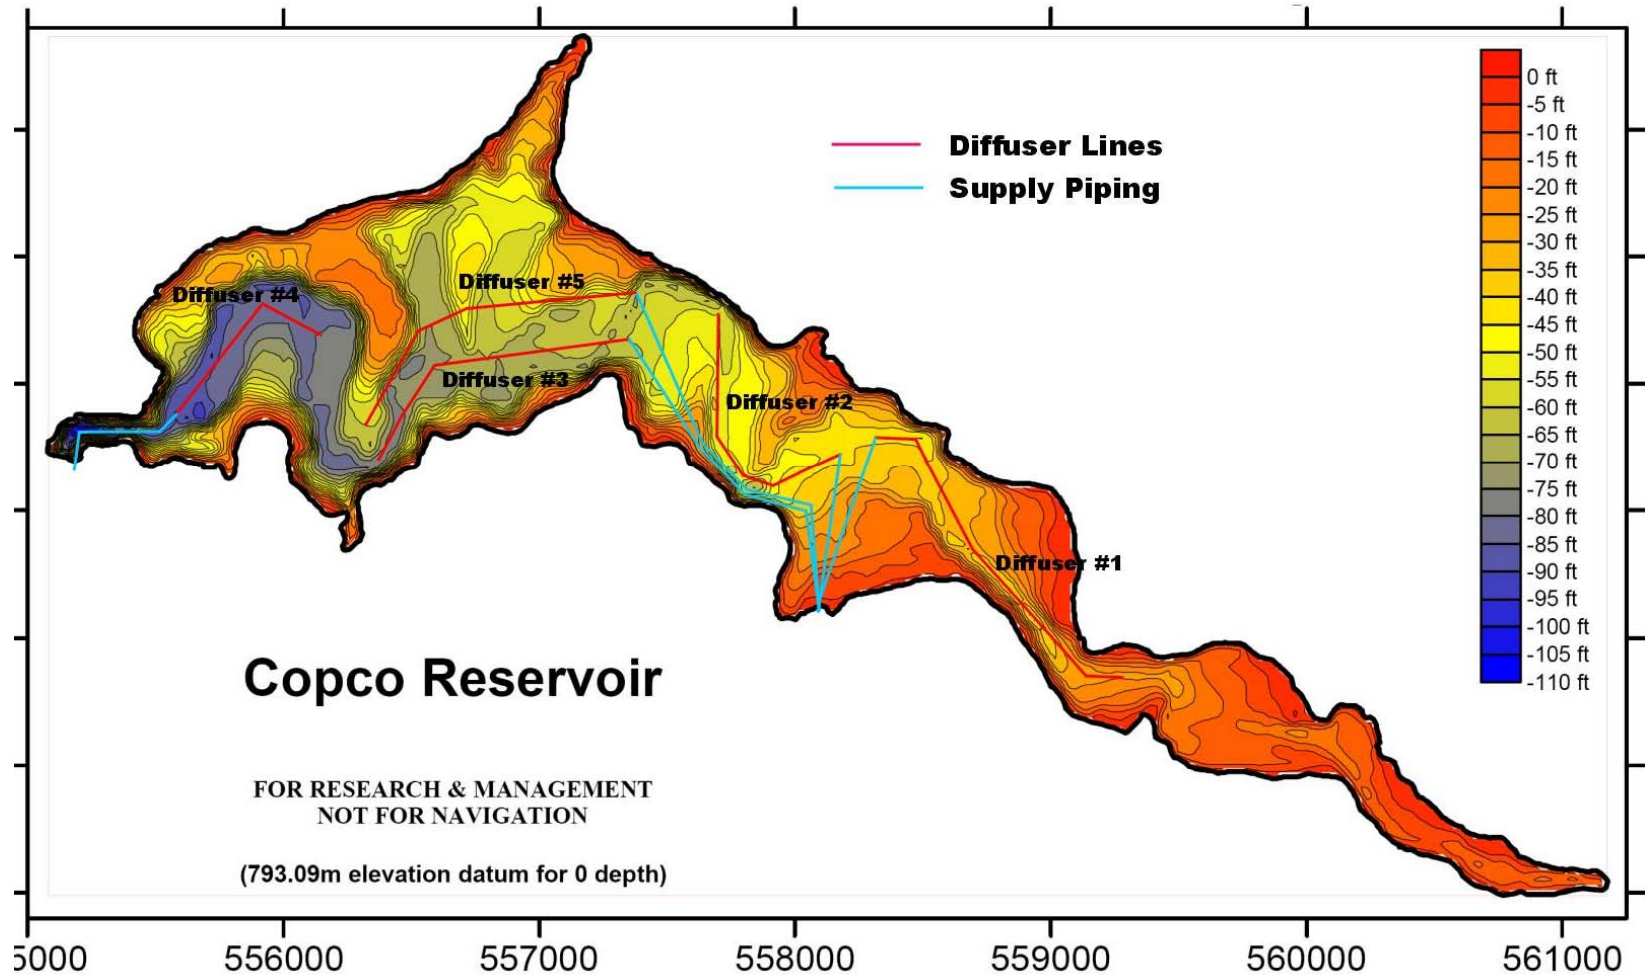 0 ft
-5 ft
-10 ft
-15 ft
-20 ft
-25 ft
-30 ft
-35 ft
-40 ft
-45 ft
-50 ft
-55 ft
-60 ft
-65 ft
-70 ft
-75 ft
-80 ft
-85 ft
-90 ft
-95 ft
-100 ft
-105 ft
-110 ft
Diffuser Lines
Supply Piping
Diffuser #5
Diffuser #4
Diffuser #3
Diffuser #2
Diffuser #1
Copco Reservoir
FOR RESEARCH & MANAGEMENT
NOT FOR NAVIGATION
(793.09m elevation datum for 0 depth)
5000 556000 557000 558000 559000 560000 561000